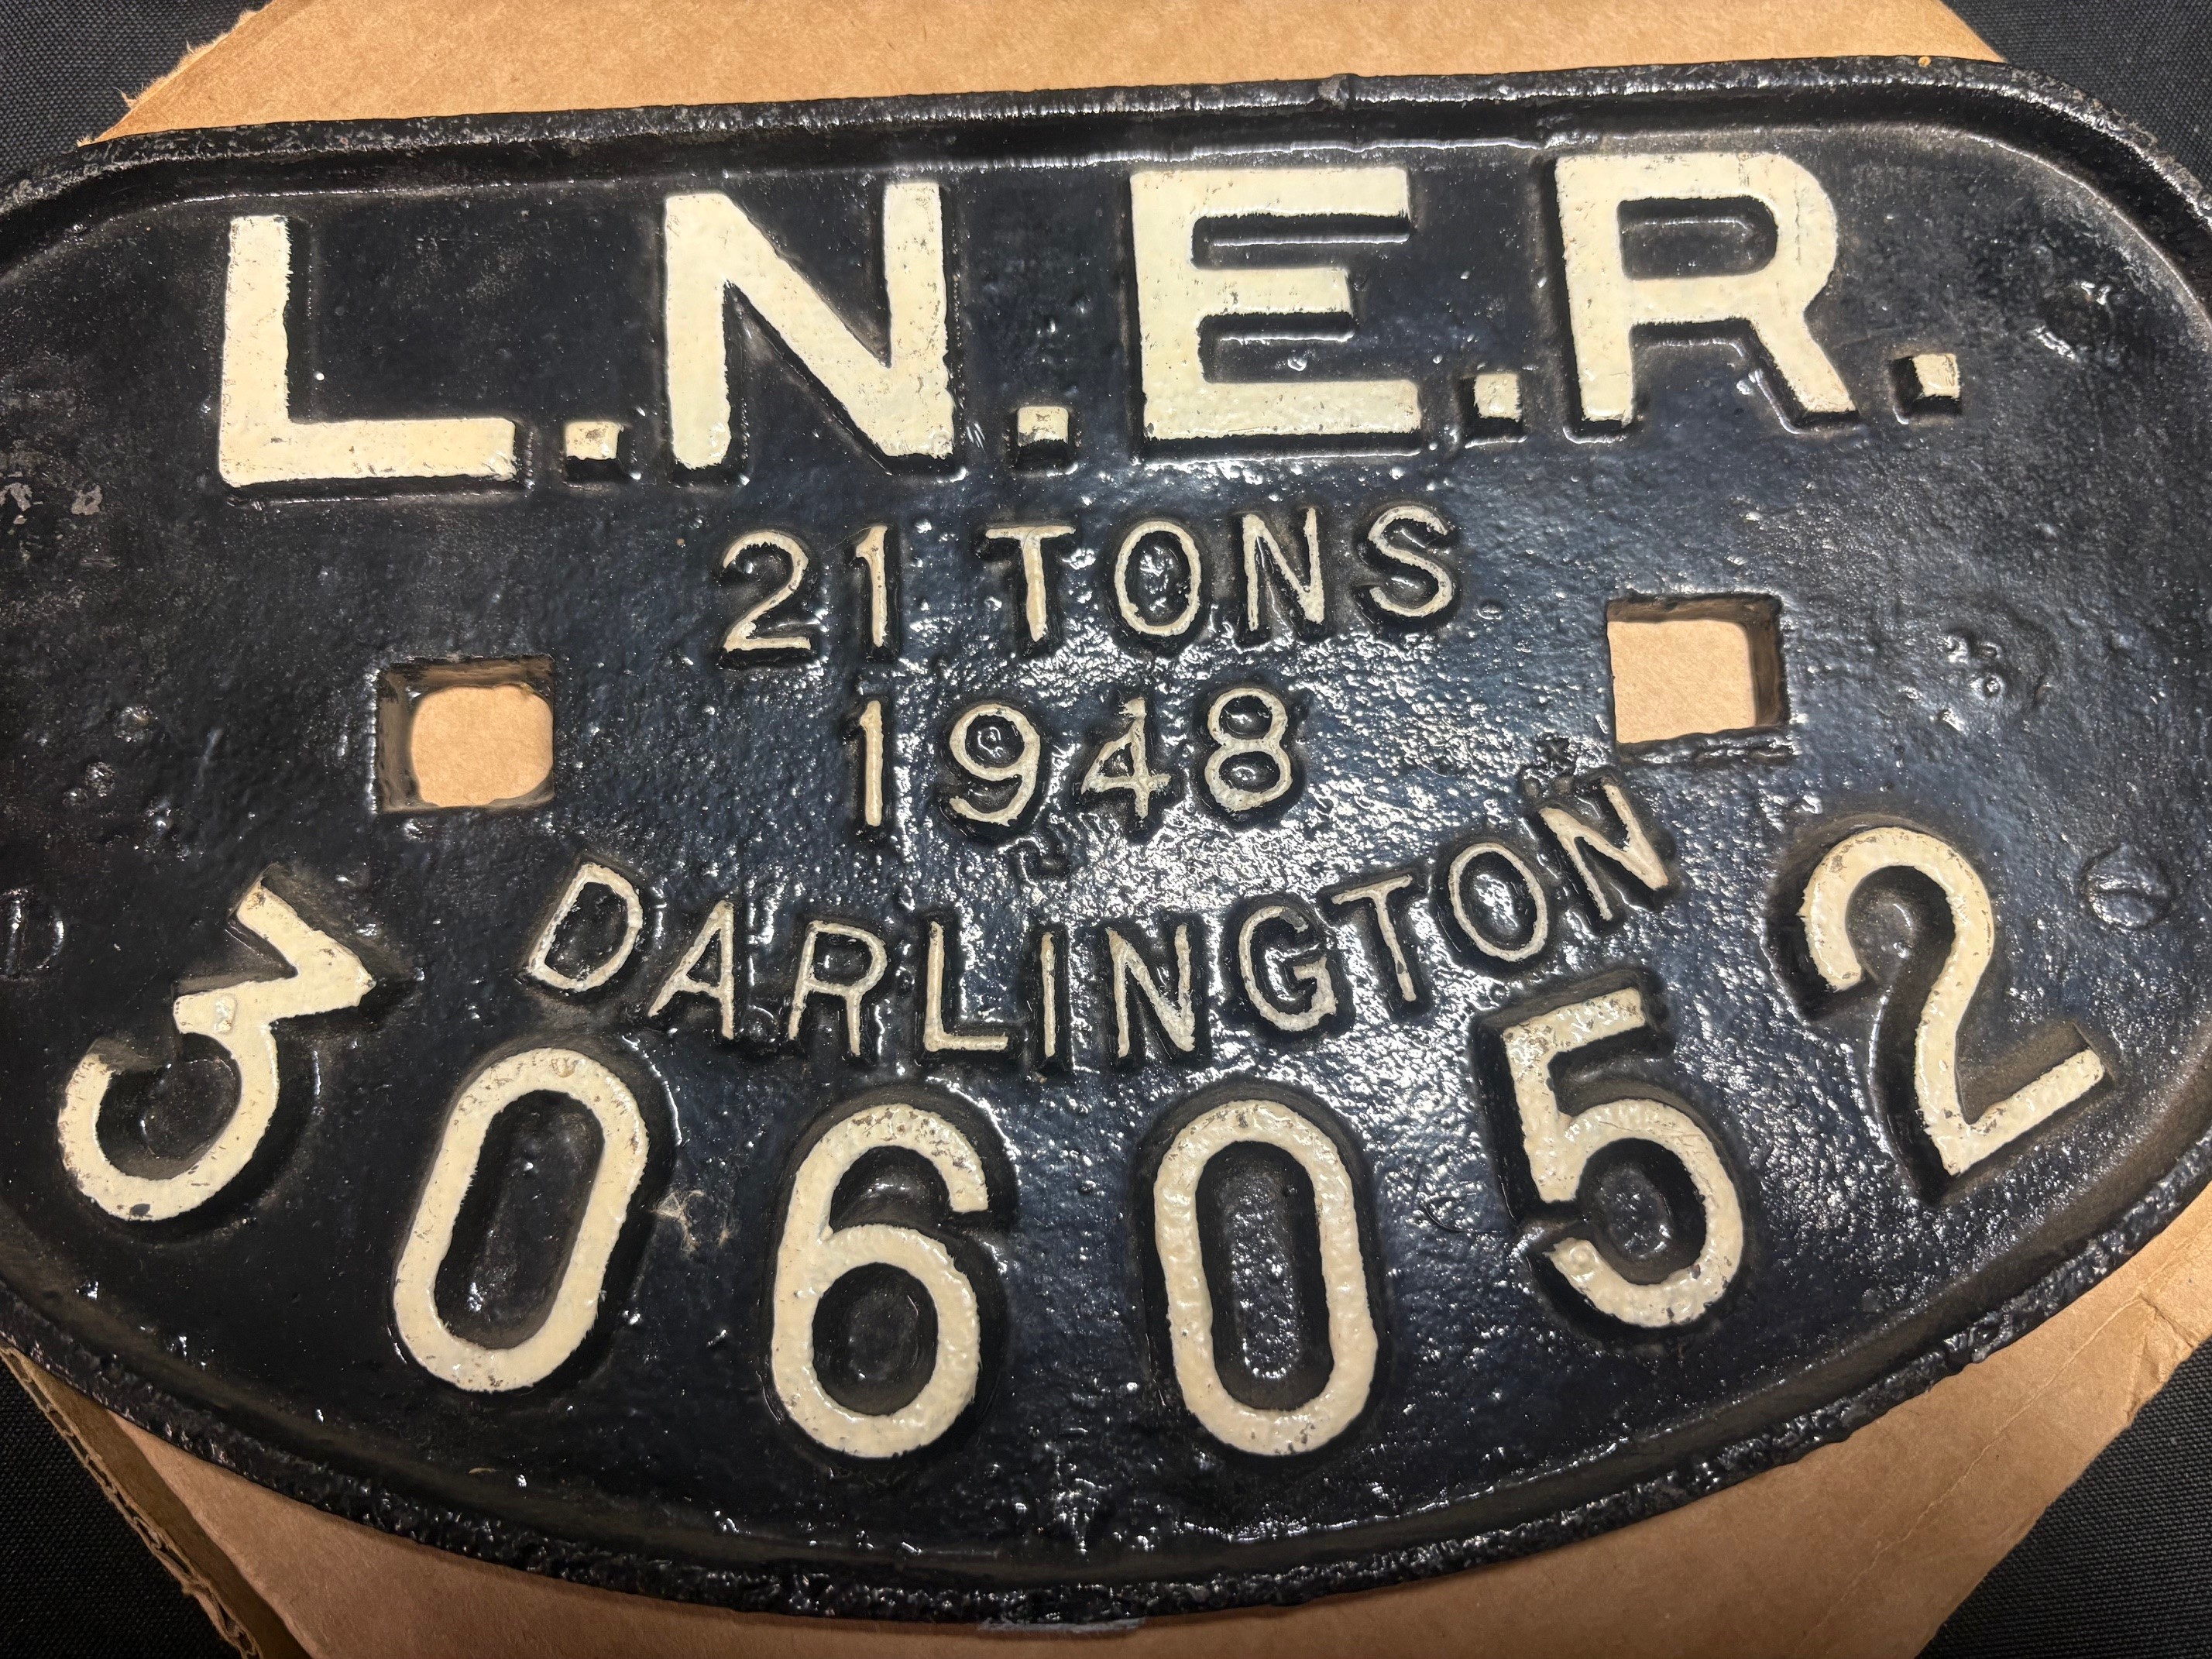 L.N.E.R.
21 TONS
1948
DARLINGTON
306052